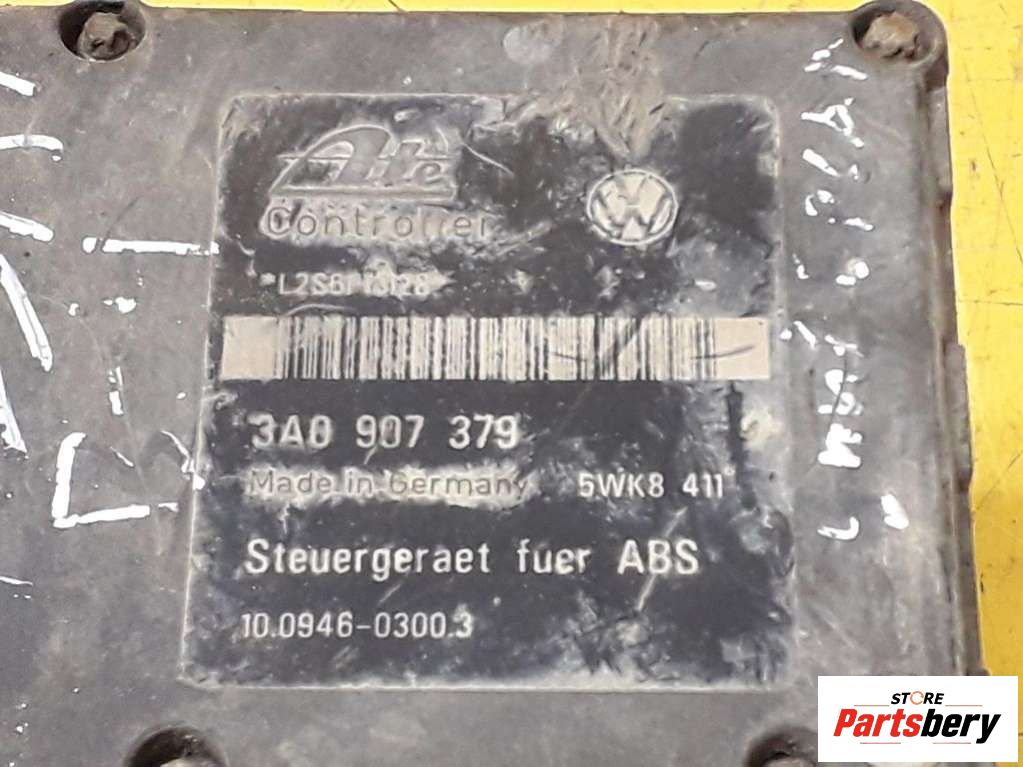 Ate
Controller
3A0 907 379
Made in Germany 5WK8 411
Steuergeraet fuer ABS
10.0946-0300.3
STORE
Partsbery